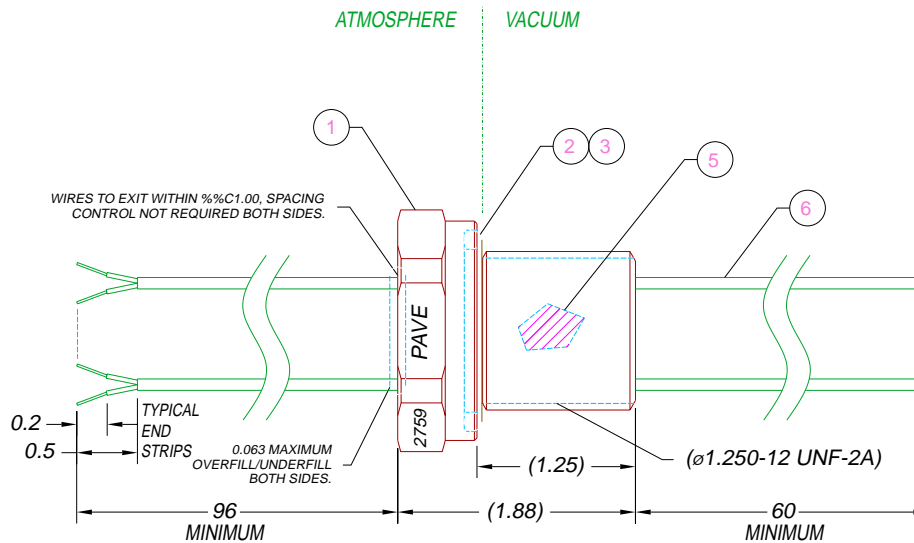 ATMOSPHERE VACUUM
1
2 3
5
6
WIRES TO EXIT WITHIN %%C1.00, SPACING
CONTROL NOT REQUIRED BOTH SIDES.
PAVE
2759
0.2
0.5
TYPICAL
END
STRIPS
0.063 MAXIMUM
OVERFILL/UNDERFILL
BOTH SIDES.
(1.25)
(ø1.250-12 UNF-2A)
96
MINIMUM
(1.88)
60
MINIMUM